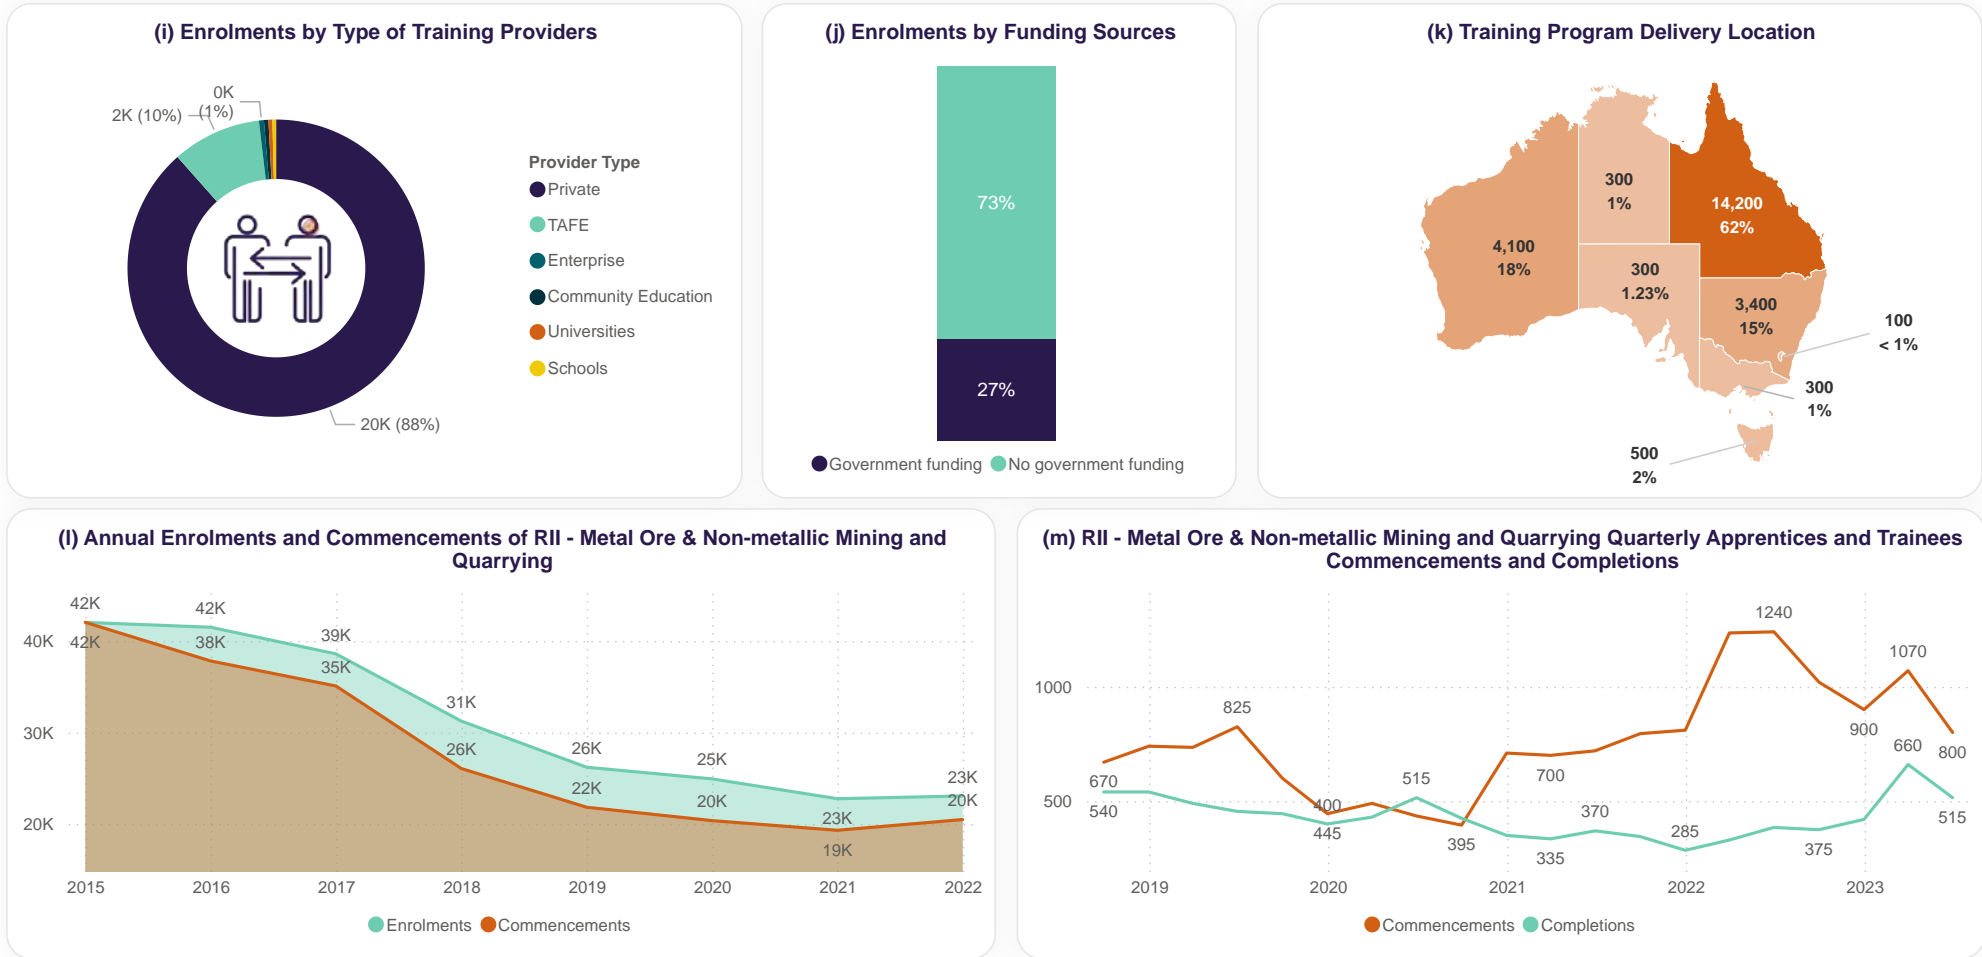 (i) Enrolments by Type of Training Providers
0K
(1%)
2K (10%)
20K (88%)
Provider Type
Private
TAFE
Enterprise
Community Education
Universities
Schools
(j) Enrolments by Funding Sources
73%
27%
Government funding
No government funding
(k) Training Program Delivery Location
300
1%
14,200
62%
4,100
18%
300
1.23%
3,400
15%
100
< 1%
300
1%
500
2%
(l) Annual Enrolments and Commencements of RII - Metal Ore & Non-metallic Mining and
Quarrying
40K
30K
20K
42K
42K
42K
38K
39K
35K
31K
26K
26K
22K
25K
20K
23K
19K
23K
20K
2015 2016 2017 2018 2019 2020 2021 2022
Enrolments
Commencements
(m) RII - Metal Ore & Non-metallic Mining and Quarrying Quarterly Apprentices and Trainees
Commencements and Completions
1000
500
670
540
825
400
445
515
395
700
335
370
285
1240
375
900
1070
660
800
515
2019 2020 2021 2022 2023
Commencements
Completions